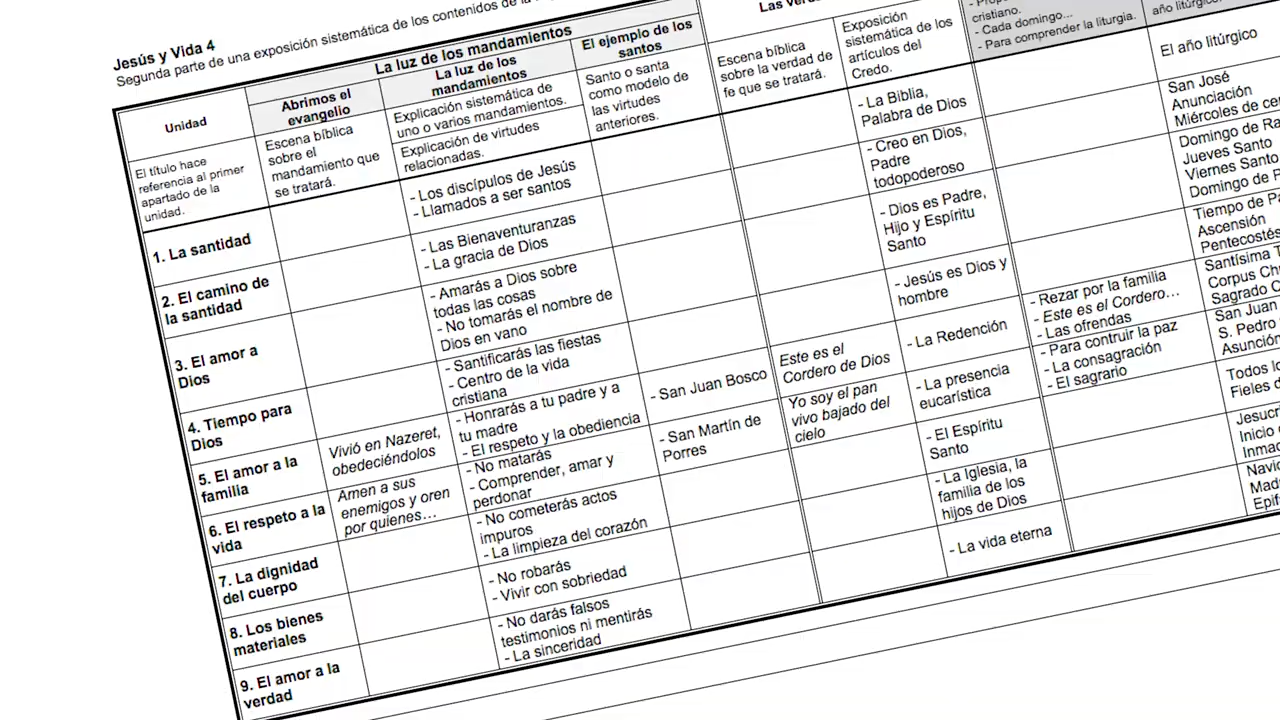 Jesús y Vida 4
Segunda parte de una exposición sistemática de los contenidos de la
La luz de los mandamientos
Las
Unidad
Abrimos el
evangelio
La luz de los
mandamientos
El ejemplo de los
santos
El título hace
referencia al primer
apartado de la
unidad.
Escena bíblica
sobre el
mandamiento que
se tratará.
Explicación sistemática de
uno o varios mandamientos.
Explicación de virtudes
relacionadas.
Santo o santa
como modelo de
las virtudes
anteriores.
Escena bíblica
sobre la verdad de
fe que se tratará.
Exposición
sistemática de los
artículos del
Credo.
cristiano.
- Cada domingo...
- Para comprender la liturgia.
año litúrgico.
El año litúrgico
1. La santidad
- Los discípulos de Jesús
- Llamados a ser santos
- La Biblia,
Palabra de Dios
San José
Anunciación
Miércoles de
2. El camino de
la santidad
- Las Bienaventuranzas
- La gracia de Dios
- Creo en Dios,
Padre
todopoderoso
Domingo de
Jueves Santo
Viernes Santo
Domingo de
3. El amor a
Dios
- Amarás a Dios sobre
todas las cosas
- No tomarás el nombre de
Dios en vano
- Dios es Padre,
Hijo y Espíritu
Santo
Tiempo de
Ascensión
Pentecostés
4. Tiempo para
Dios
- Santificarás las fiestas
- Centro de la vida
cristiana
- Jesús es Dios y
hombre
Santísima
Corpus
Sagrado
5. El amor a la
familia
Vivió en Nazeret,
obedeciéndolos
- Honrarás a tu padre y a
tu madre
- El respeto y la obediencia
- San Juan Bosco
Este es el
Cordero de Dios
- La Redención
- Rezar por la familia
- Este es el Cordero…
- Las ofrendas
San Juan
S. Pedro
Asunción
6. El respeto a la
vida
Amen a sus
enemigos y oren
por quienes…
- No matarás
- Comprender, amar y
perdonar
- San Martín de
Porres
Yo soy el pan
vivo bajado del
cielo
- La presencia
eucarística
- Para contruir la paz
- La consagración
- El sagrario
Todos
Fieles
7. La dignidad
del cuerpo
- No cometerás actos
impuros
- La limpieza del corazón
- El Espíritu
Santo
Inicio
8. Los bienes
materiales
- No robarás
- Vivir con sobriedad
- La Iglesia, la
familia de los
hijos de Dios
9. El amor a la
verdad
- No darás falsos
testimonios ni mentirás
- La sinceridad
- La vida eterna